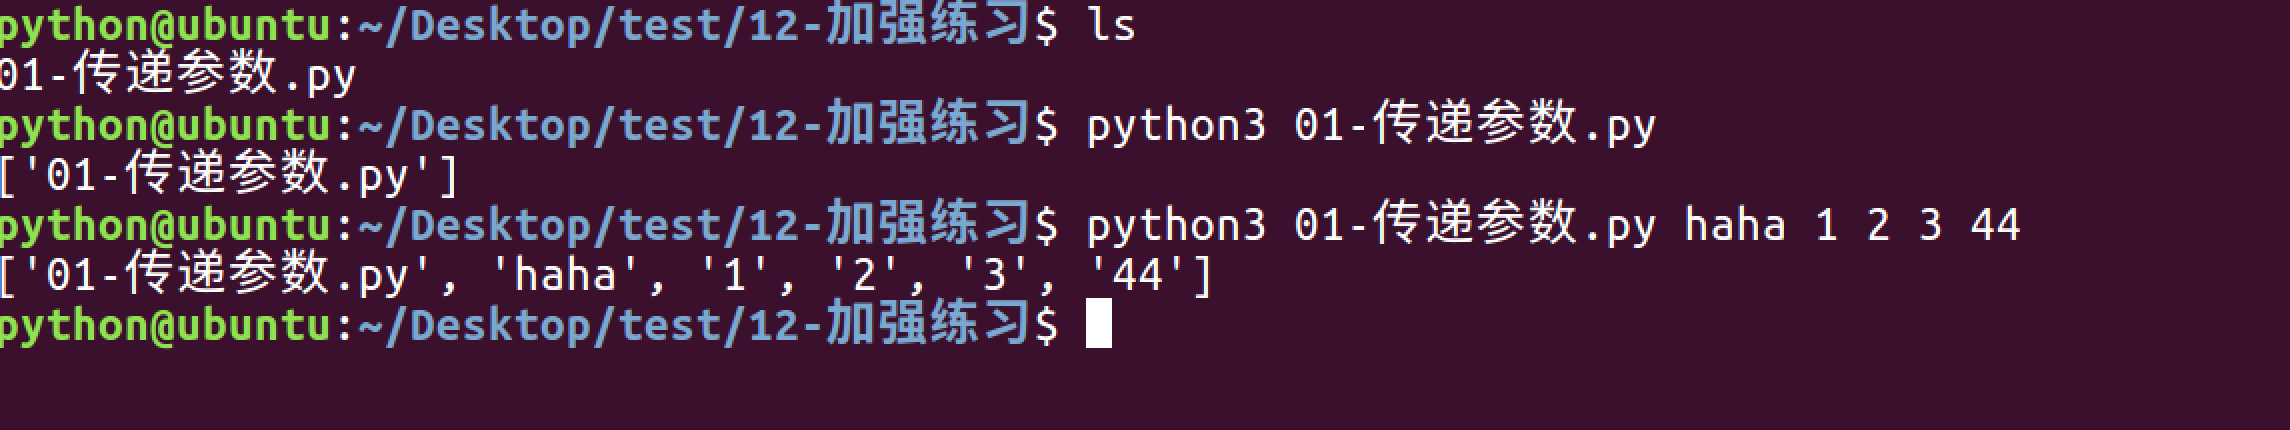 python@ubuntu:~/Desktop/test/12-加强练习$ ls
01-传递参数.py
python@ubuntu:~/Desktop/test/12-加强练习$ python3 01-传递参数.py
['01-传递参数.py']
python@ubuntu:~/Desktop/test/12-加强练习$ python3 01-传递参数.py haha 1 2 3 44
['01-传递参数.py', 'haha', '1', '2', '3', '44']
python@ubuntu:~/Desktop/test/12-加强练习$